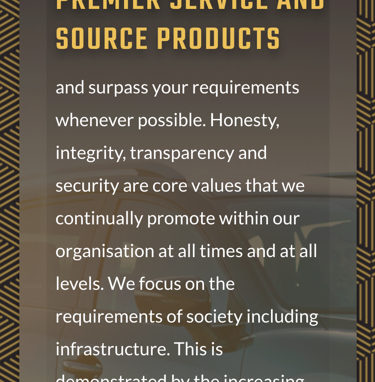 PREMIER SERVICE AND
SOURCE PRODUCTS
and surpass your requirements
whenever possible. Honesty,
integrity, transparency and
security are core values that we
continually promote within our
organisation at all times and at all
levels. We focus on the
requirements of society including
infrastructure. This is
demonstrated by the increasing